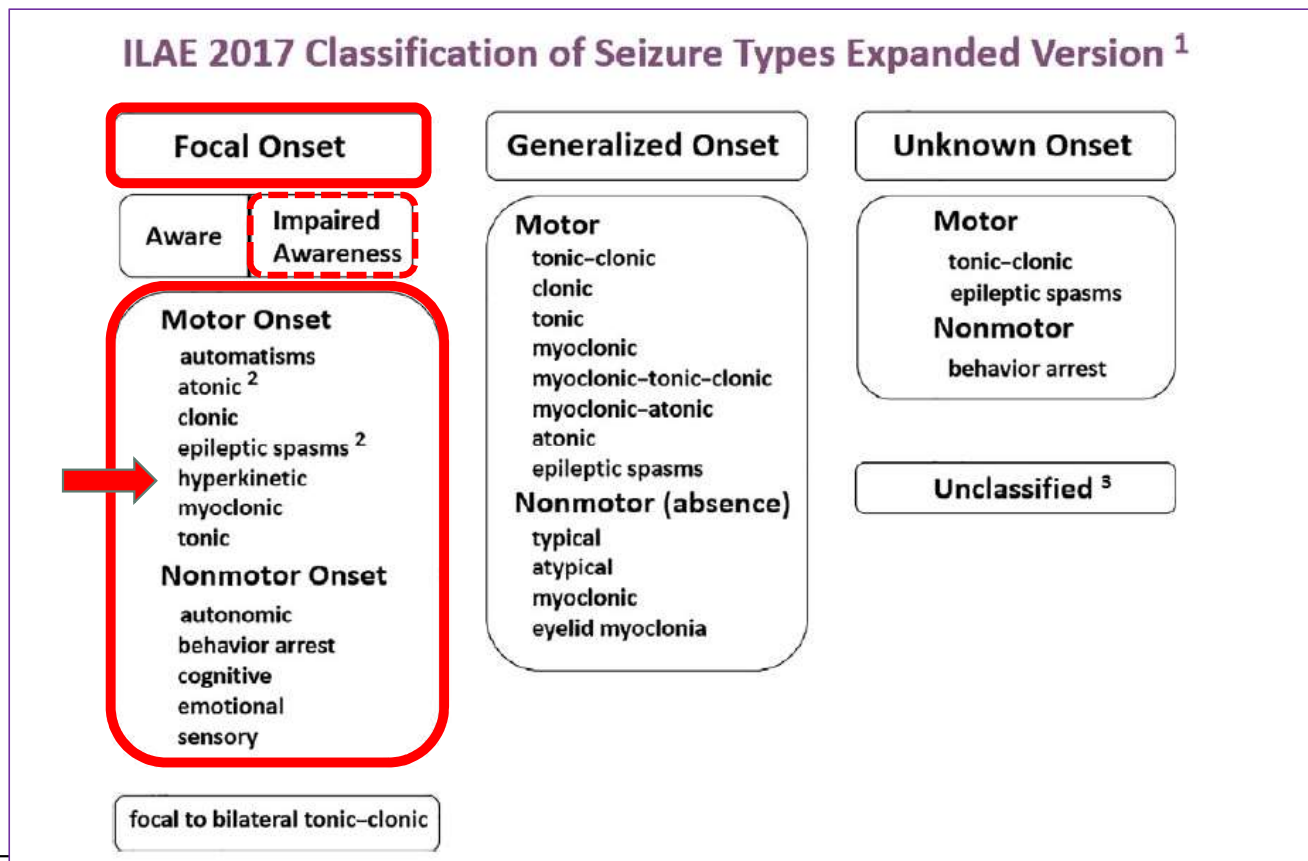 ILAE 2017 Classification of Seizure Types Expanded Version 1
Focal Onset
Aware
Impaired
Awareness
Motor Onset
automatisms
atonic 2
clonic
epileptic spasms 2
hyperkinetic
myoclonic
tonic
Nonmotor Onset
autonomic
behavior arrest
cognitive
emotional
sensory
focal to bilateral tonic–clonic
Generalized Onset
Motor
tonic–clonic
clonic
tonic
myoclonic
myoclonic–tonic–clonic
myoclonic–atonic
atonic
epileptic spasms
Nonmotor (absence)
typical
atypical
myoclonic
eyelid myoclonia
Unknown Onset
Motor
tonic–clonic
epileptic spasms
Nonmotor
behavior arrest
Unclassified 3